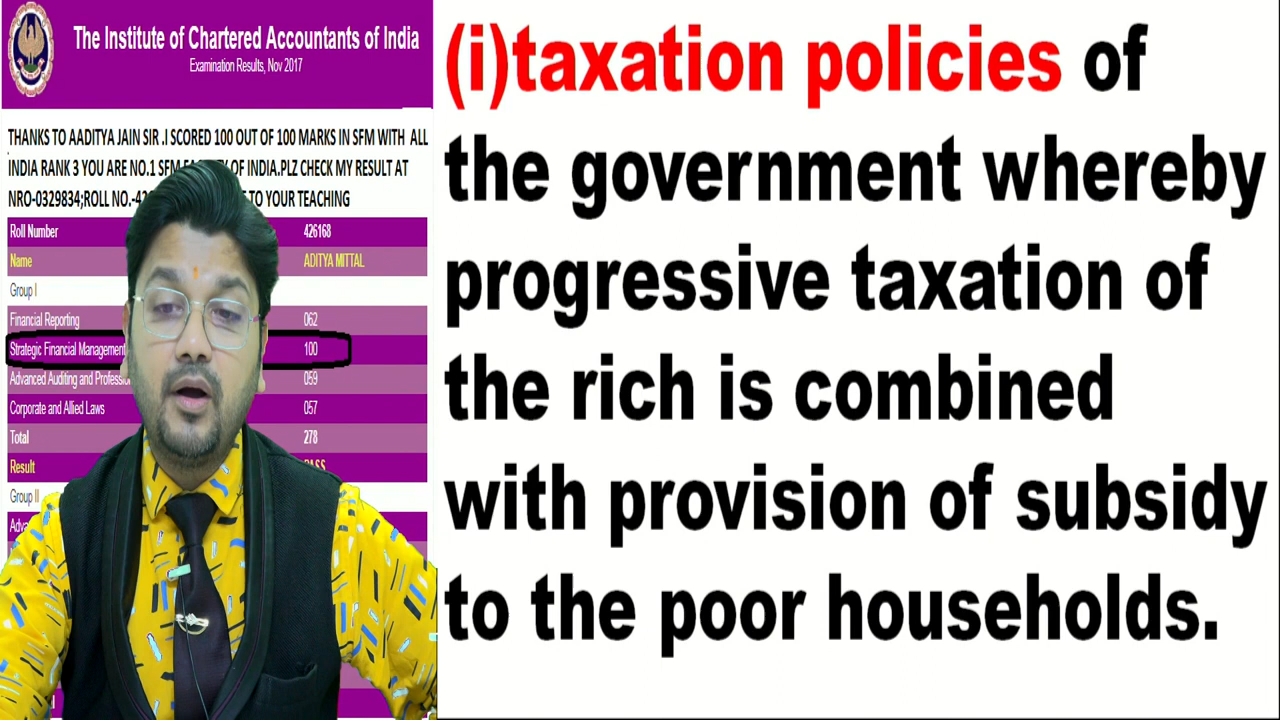 The Institute of Chartered Accountants of India
Examination Results, Nov 2017
THANKS TO AADITYA JAIN SIR .I SCORED 100 OUT OF 100 MARKS IN SFM WITH ALL
INDIA RANK 3 YOU ARE NO.1 SFM OF INDIA.PLZ CHECK MY RESULT AT
NRO-0329834;ROLL NO.- TO YOUR TEACHING
Roll Number 426168
Name ADITYA MITTAL
Group I
Financial Reporting 062
Strategic Financial Management 100
Advanced Auditing and 059
Corporate and Allied Laws 057
Total 278
Result PASS
Group II
(i)taxation policies of
the government whereby
progressive taxation of
the rich is combined
with provision of subsidy
to the poor households.